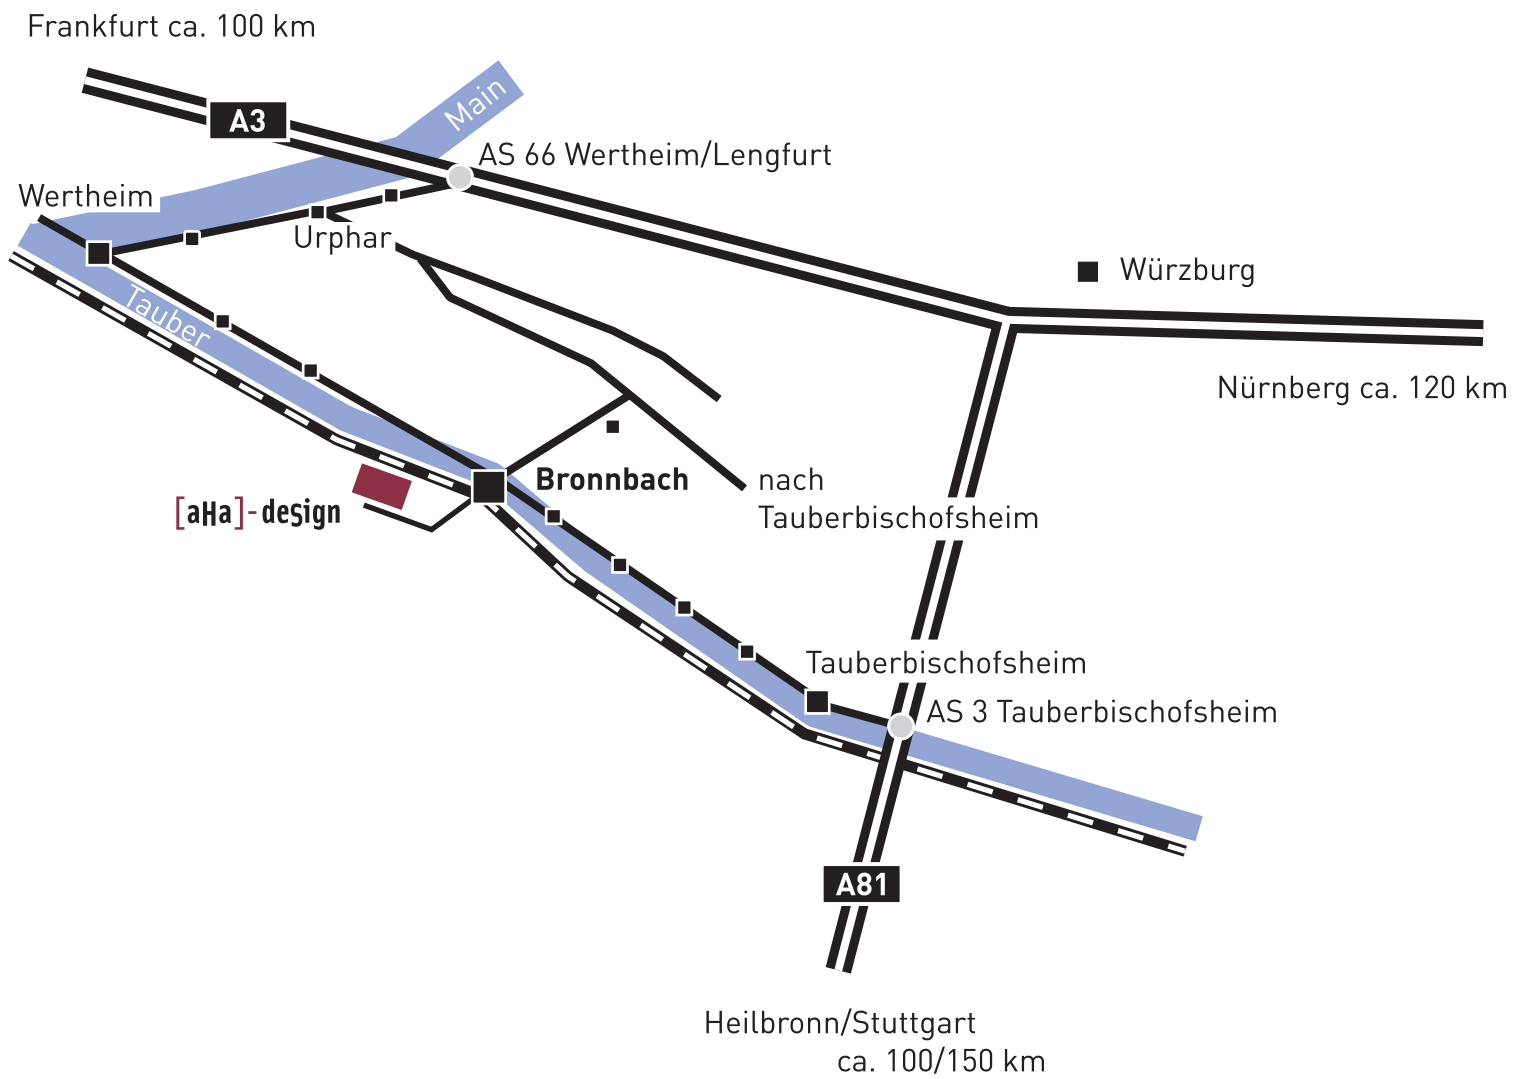 Frankfurt ca. 100 km
Main
A3
AS 66 Wertheim/Lengfurt
Wertheim
Urphar
Würzburg
Tauber
Nürnberg ca. 120 km
Bronnbach
nach
Tauberbischofsheim
[aHa]-design
Tauberbischofsheim
AS 3 Tauberbischofsheim
A81
Heilbronn/Stuttgart
ca. 100/150 km